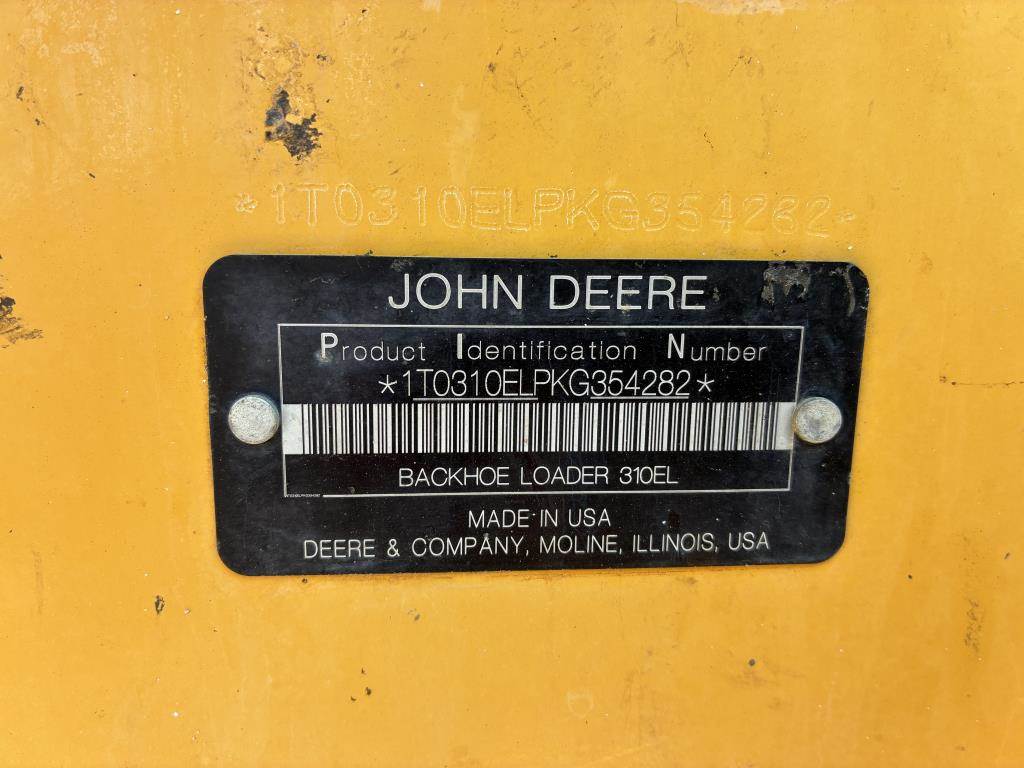 *1T0310ELPKG354282*
JOHN DEERE
Product Identification Number
*1T0310ELPKG354282*
BACKHOE LOADER 310EL
MADE IN USA
DEERE & COMPANY, MOLINE, ILLINOIS, USA